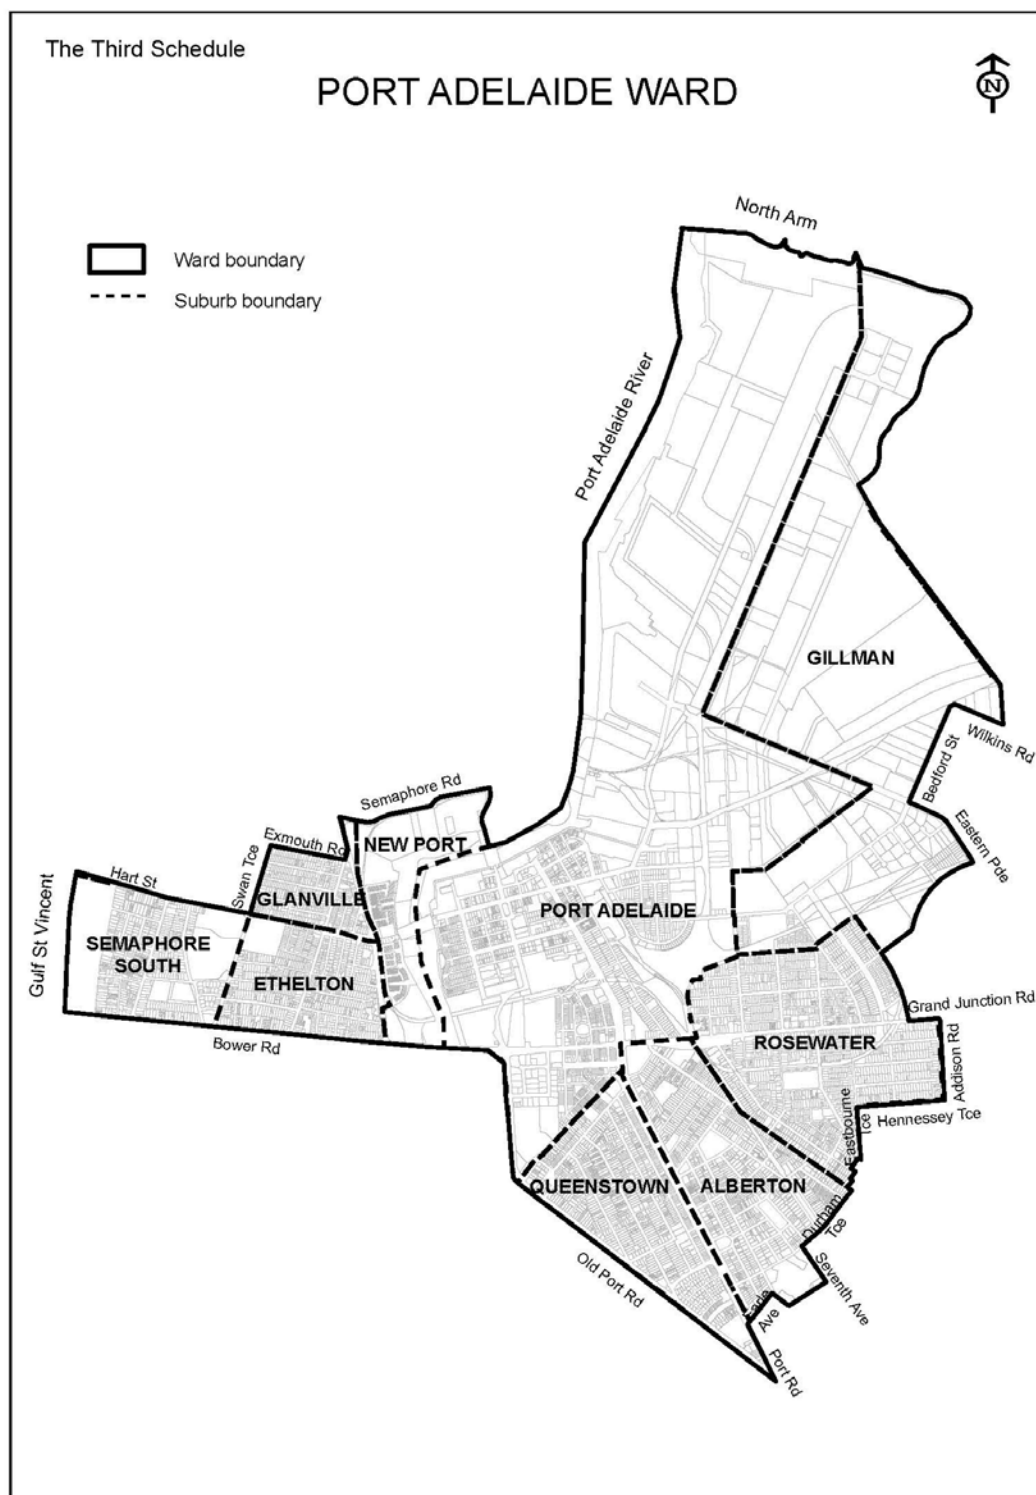 The Third Schedule
PORT ADELAIDE WARD
N
Ward boundary
Suburb boundary
North Arm
Port Adelaide River
GILLMAN
Wilkins Rd
Bedford St
Eastern Pde
Semaphore Rd
NEW PORT
Exmouth Rd
Swan Tce
Hart St
GLANVILLE
PORT ADELAIDE
Gulf St Vincent
SEMAPHORE
SOUTH
ETHELTON
Grand Junction Rd
Bower Rd
ROSEWATER
Addison Rd
Eastbourne
Tce
Hennessey Tce
QUEENSTOWN
ALBERTON
Durham
Tce
Old Port Rd
Seventh Ave
Ave
Port Rd